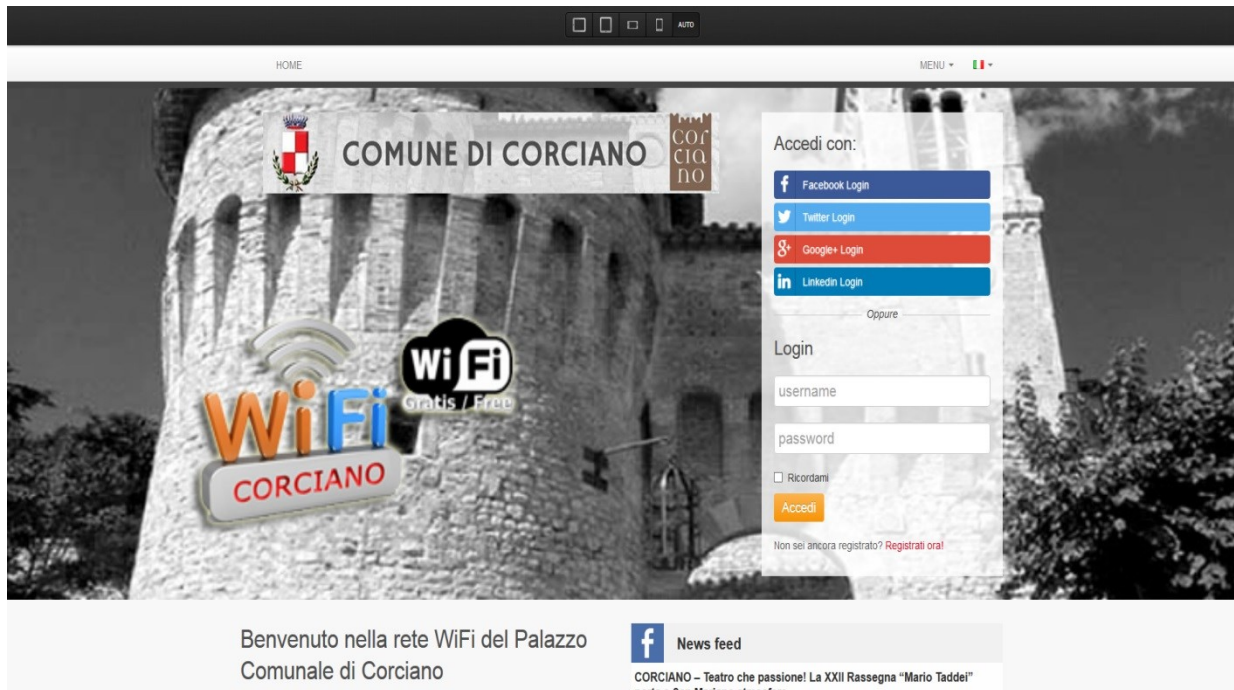 AUTO
HOME
MENU
COMUNE DI CORCIANO
cor
cia
no
WiFi
CORCIANO
WiFi
Gratis / Free
Accedi con:
Facebook Login
Twitter Login
Google+ Login
Linkedin Login
Oppure
Login
username
password
Ricordami
Accedi
Non sei ancora registrato? Registrati ora!
Benvenuto nella rete WiFi del Palazzo
Comunale di Corciano
News feed
CORCIANO – Teatro che passione! La XXII Rassegna “Mario Taddei”